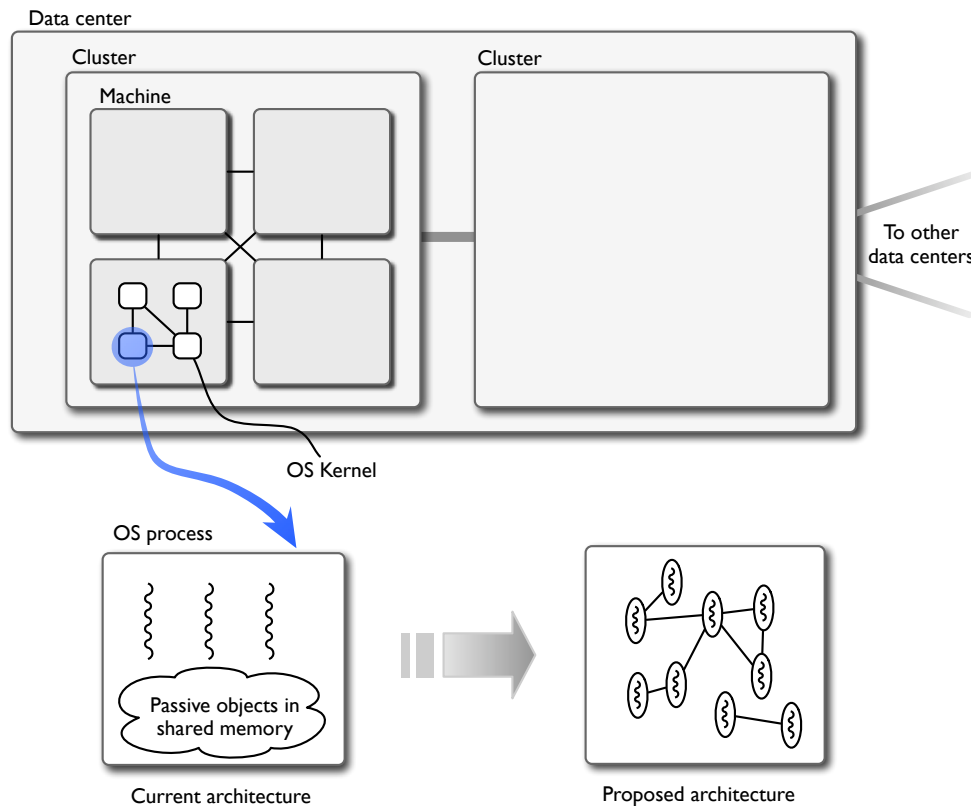 Data center
Cluster
Cluster
Machine
To other
data centers
OS Kernel
OS process
Passive objects in
shared memory
Current architecture
Proposed architecture